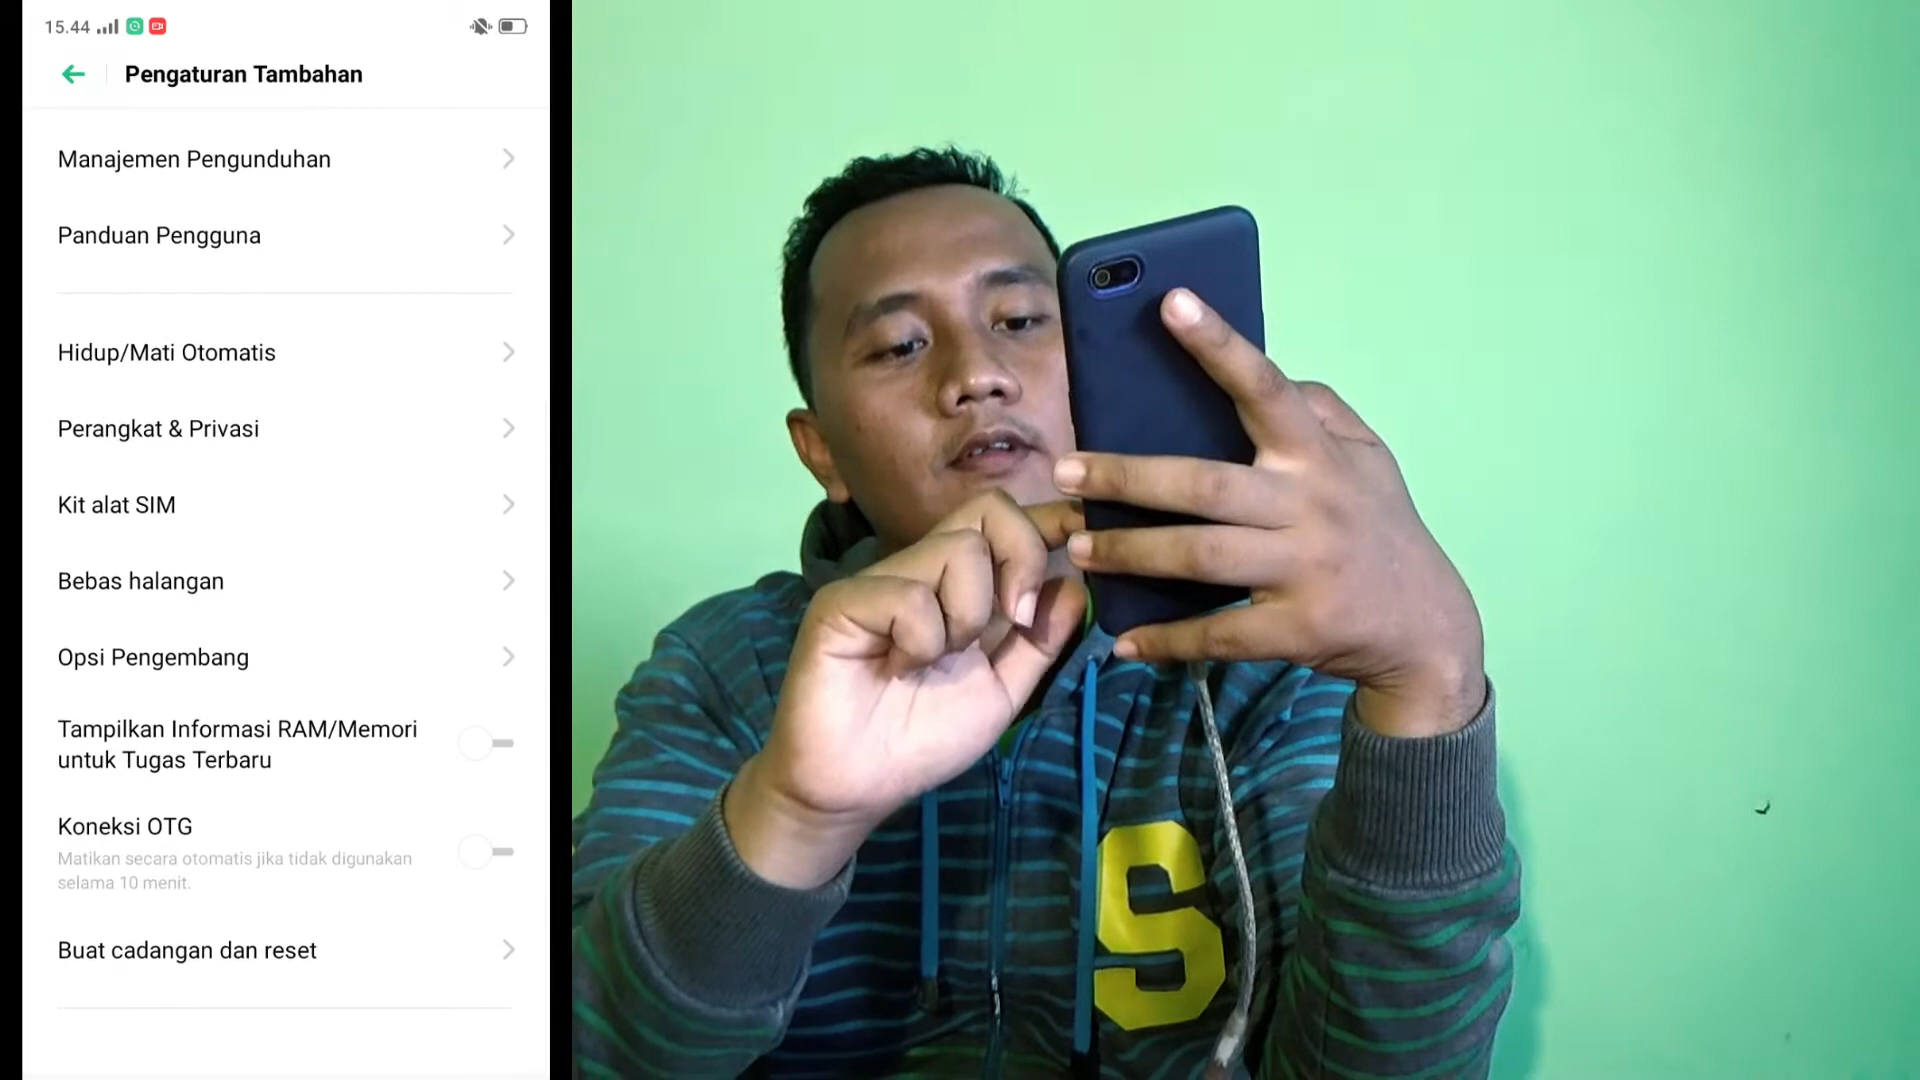 15.44
Pengaturan Tambahan
Manajemen Pengunduhan
Panduan Pengguna
Hidup/Mati Otomatis
Perangkat & Privasi
Kit alat SIM
Bebas halangan
Opsi Pengembang
Tampilkan Informasi RAM/Memori
untuk Tugas Terbaru
Koneksi OTG
Matikan secara otomatis jika tidak digunakan
selama 10 menit.
Buat cadangan dan reset
S